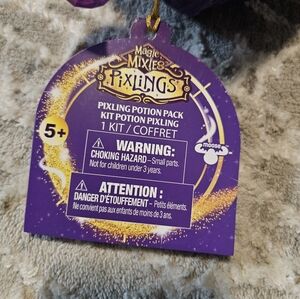 Magic
MIXIES
PIXLINGS
PIXLING POTION PACK
KIT POTION PIXLING
1 KIT / COFFRET
5+
moose
WARNING:
CHOKING HAZARD – Small parts.
Not for children under 3 years.
ATTENTION :
DANGER D'ÉTOUFFEMENT – Petits éléments.
Ne convient pas aux enfants de moins de 3 ans.